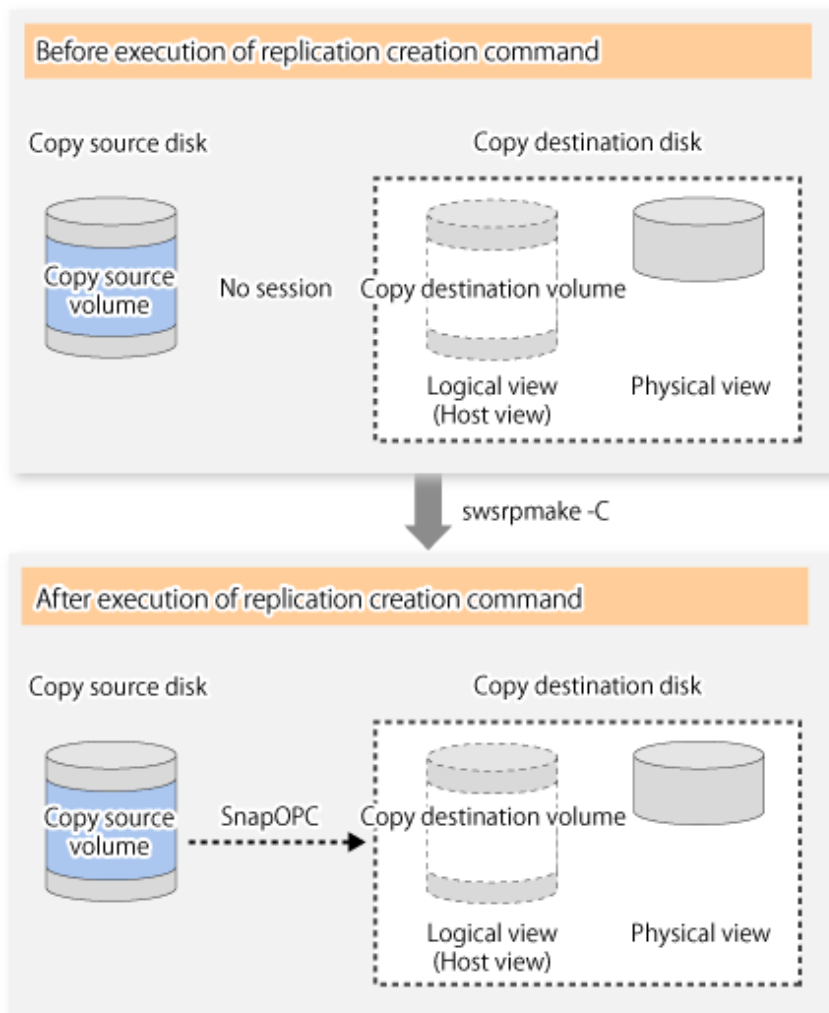 Before execution of replication creation command
Copy source disk
Copy destination disk
Copy source
volume
No session
Copy destination volume
Logical view
(Host view)
Physical view
swsrpmake -C
After execution of replication creation command
Copy source disk
Copy destination disk
Copy source
volume
SnapOPC
Copy destination volume
Logical view
(Host view)
Physical view